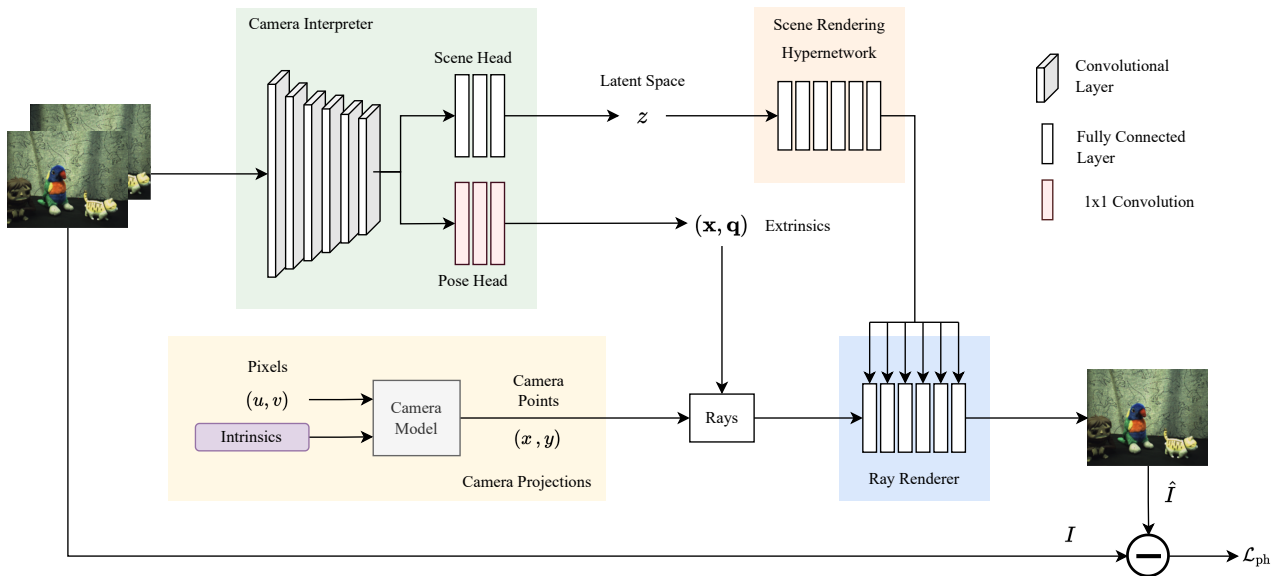 Camera Interpreter
Scene Head
Pose Head
Latent Space
z
Scene Rendering
Hypernetwork
Convolutional
Layer
Fully Connected
Layer
1x1 Convolution
(x, q)
Extrinsics
Pixels
(u, v)
Intrinsics
Camera
Model
Camera
Points
(x, y)
Camera Projections
Rays
Ray Renderer
Î
I
ℒph